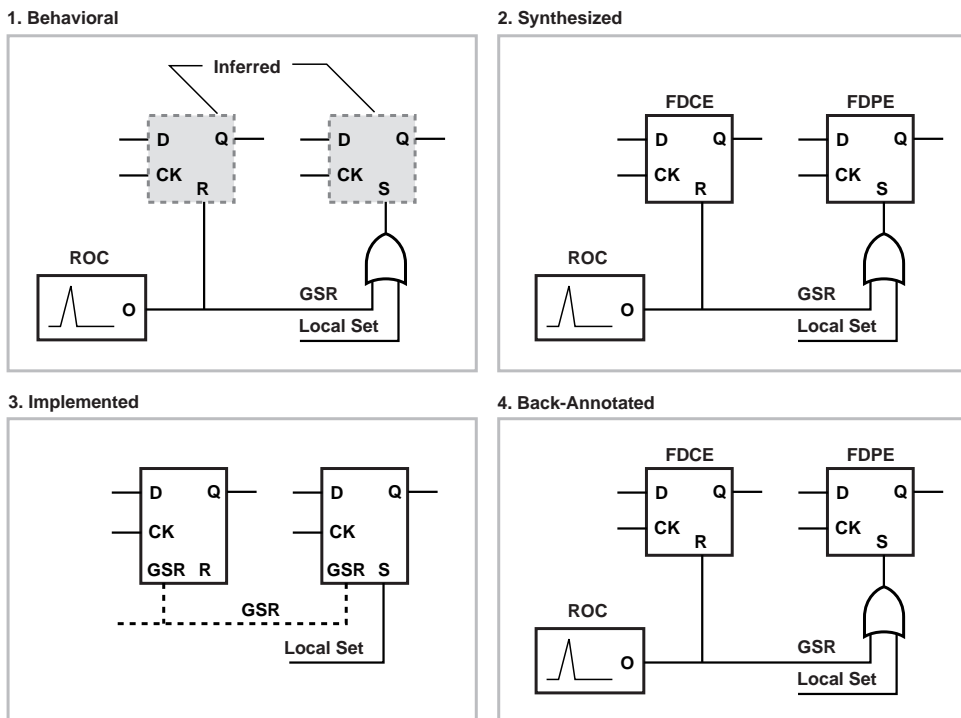 1. Behavioral
Inferred
D Q
CK
R
D Q
CK
S
ROC
O
GSR
Local Set
2. Synthesized
FDCE
FDPE
D Q
CK
R
D Q
CK
S
ROC
O
GSR
Local Set
3. Implemented
D Q
CK
GSR R
D Q
CK
GSR S
GSR
Local Set
4. Back-Annotated
FDCE
FDPE
D Q
CK
R
D Q
CK
S
ROC
O
GSR
Local Set